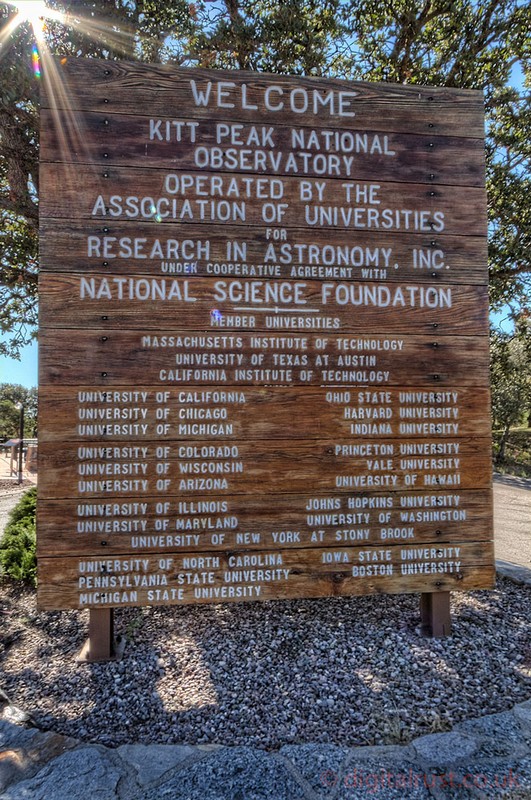 WELCOME
KITT PEAK NATIONAL
OBSERVATORY
OPERATED BY THE
ASSOCIATION OF UNIVERSITIES
FOR
RESEARCH IN ASTRONOMY, INC.
UNDER COOPERATIVE AGREEMENT WITH
NATIONAL SCIENCE FOUNDATION
MEMBER UNIVERSITIES
MASSACHUSETTS INSTITUTE OF TECHNOLOGY
UNIVERSITY OF TEXAS AT AUSTIN
CALIFORNIA INSTITUTE OF TECHNOLOGY
UNIVERSITY OF CALIFORNIA OHIO STATE UNIVERSITY
UNIVERSITY OF CHICAGO HARVARD UNIVERSITY
UNIVERSITY OF MICHIGAN INDIANA UNIVERSITY
UNIVERSITY OF COLORADO PRINCETON UNIVERSITY
UNIVERSITY OF WISCONSIN YALE UNIVERSITY
UNIVERSITY OF ARIZONA UNIVERSITY OF HAWAII
UNIVERSITY OF ILLINOIS JOHNS HOPKINS UNIVERSITY
UNIVERSITY OF MARYLAND UNIVERSITY OF WASHINGTON
UNIVERSITY OF NEW YORK AT STONY BROOK
UNIVERSITY OF NORTH CAROLINA IOWA STATE UNIVERSITY
PENNSYLVANIA STATE UNIVERSITY BOSTON UNIVERSITY
MICHIGAN STATE UNIVERSITY